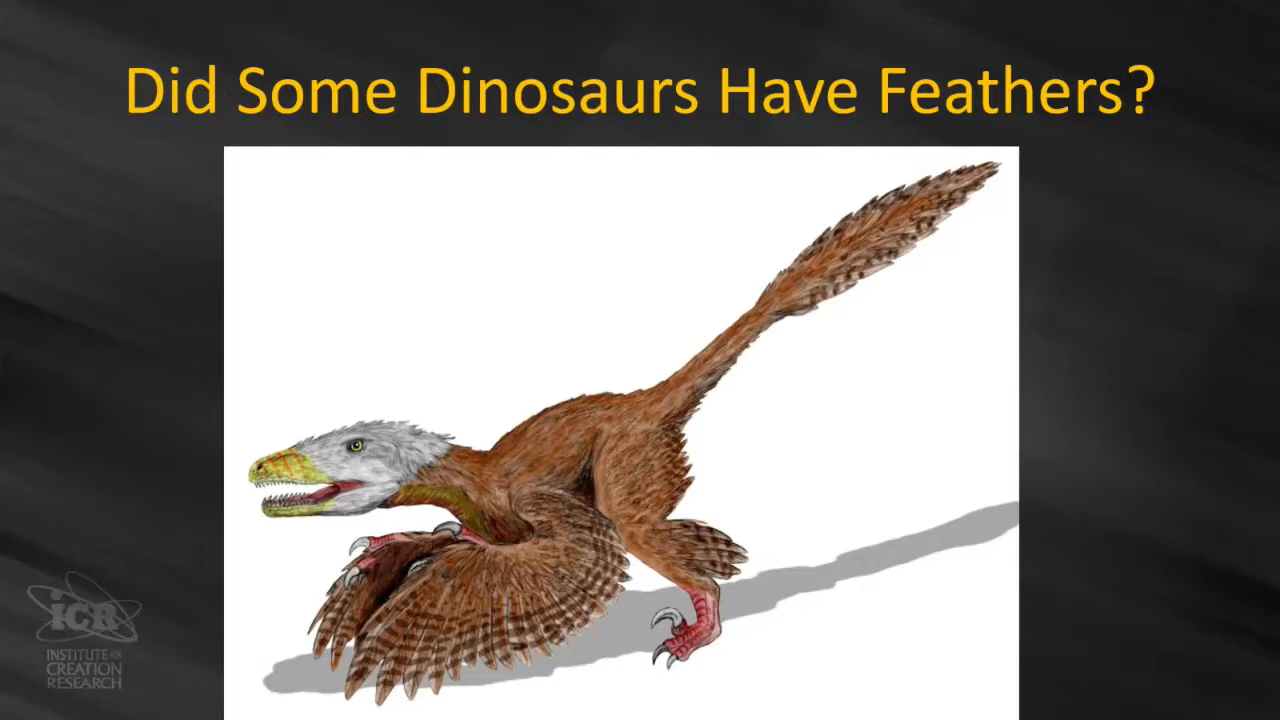 Did Some Dinosaurs Have Feathers?
iCR
INSTITUTE FOR
CREATION
RESEARCH